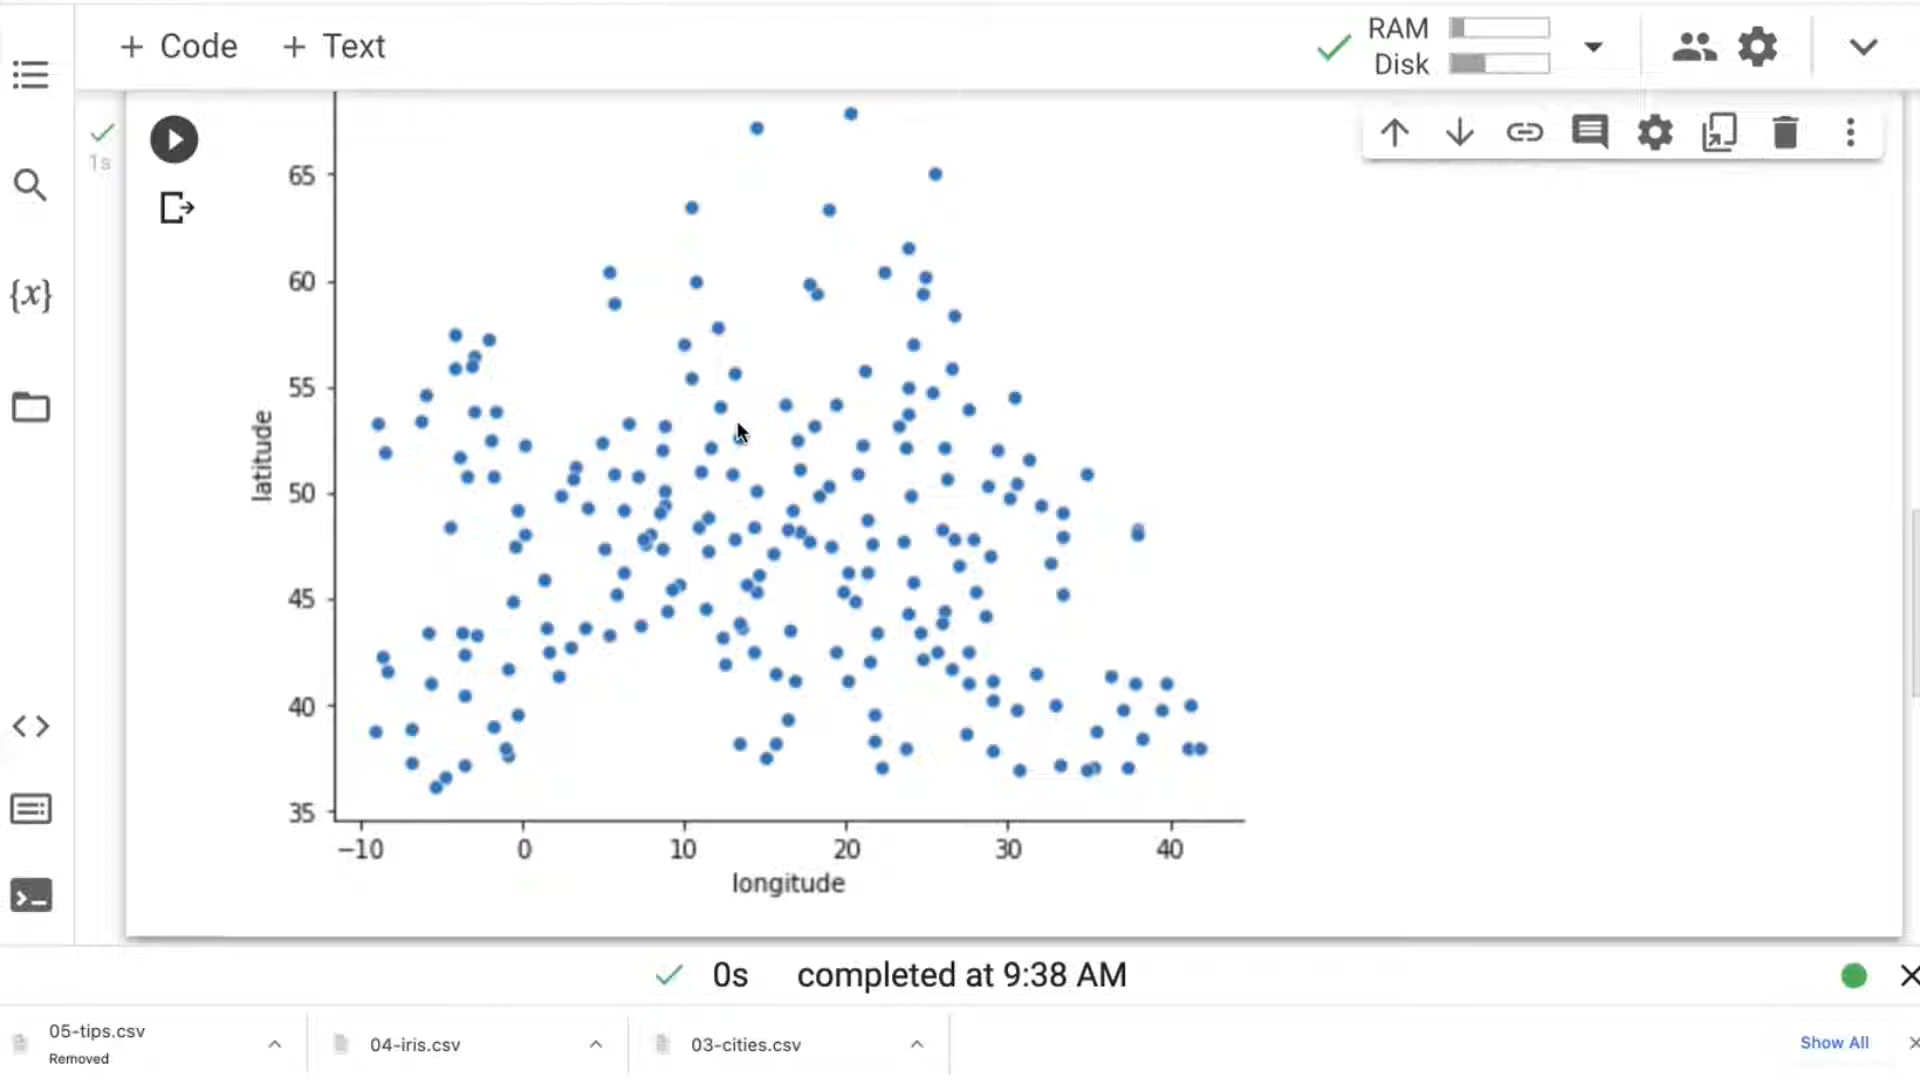 + Code + Text
RAM
Disk
1s
{x}
65
60
55
50
45
40
35
latitude
−10 0 10 20 30 40
longitude
0s completed at 9:38 AM
05-tips.csv
Removed
04-iris.csv
03-cities.csv
Show All